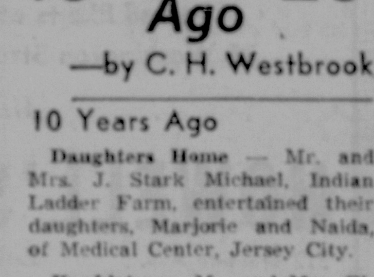 Ago
—by C. H. Westbrook
10 Years Ago
Daughters Home — Mr. and
Mrs. J. Stark Michael, Indian
Ladder Farm, entertained their
daughters, Marjorie and Naida,
of Medical Center, Jersey City.